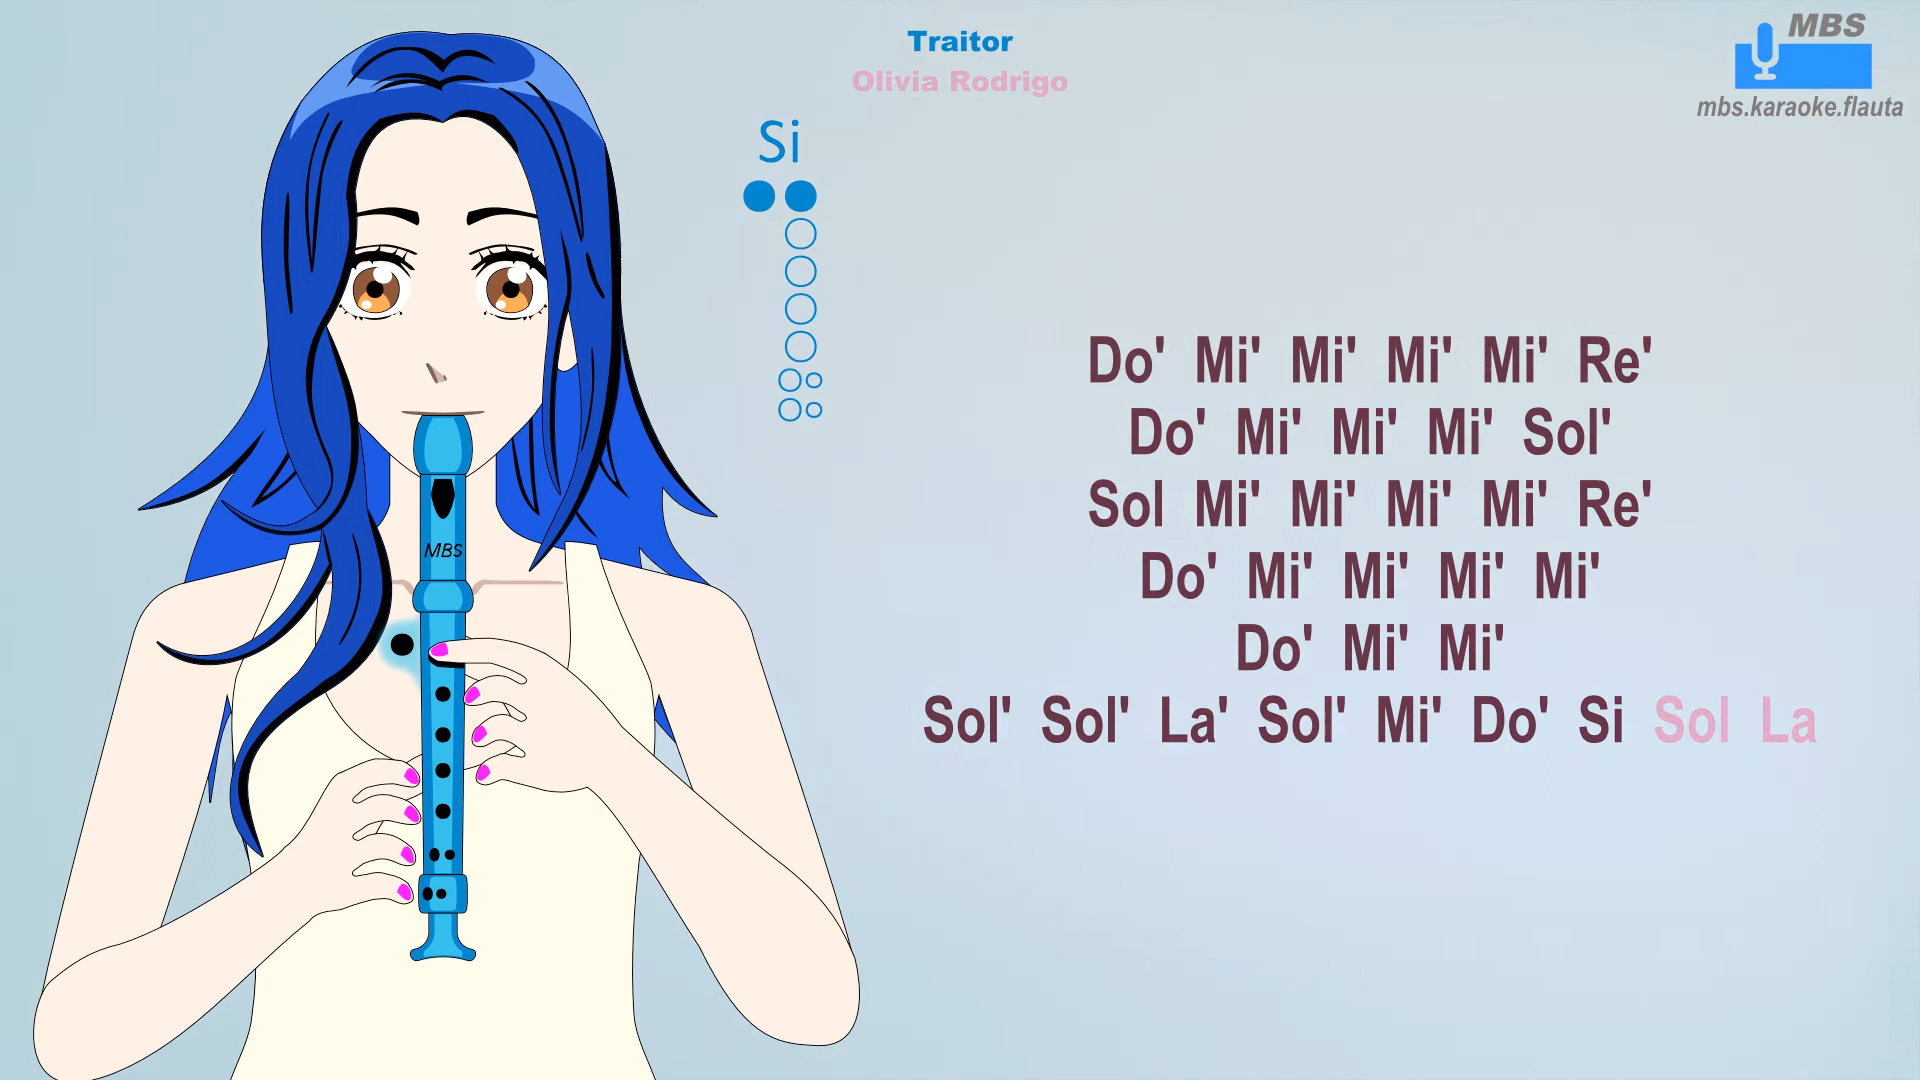 Traitor
Olivia Rodrigo
MBS
mbs.karaoke.flauta
Si
Do' Mi' Mi' Mi' Mi' Re'
Do' Mi' Mi' Mi' Sol'
Sol Mi' Mi' Mi' Mi' Re'
Do' Mi' Mi' Mi' Mi'
Do' Mi' Mi'
Sol' Sol' La' Sol' Mi' Do' Si Sol La
MBS